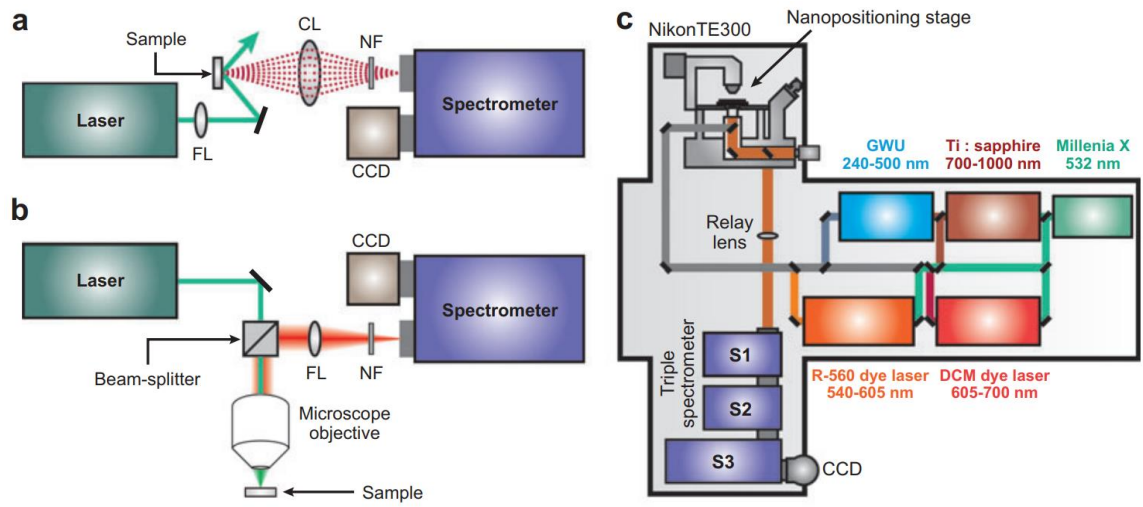 a
Sample
CL
NF
Laser
FL
CCD
Spectrometer
b
Laser
CCD
Spectrometer
Beam-splitter
FL
NF
Microscope
objective
Sample
c
NikonTE300
Nanopositioning stage
GWU
240-500 nm
Ti : sapphire
700-1000 nm
Millenia X
532 nm
Relay
lens
Triple
spectrometer
S1
S2
S3
R-560 dye laser
540-605 nm
DCM dye laser
605-700 nm
CCD